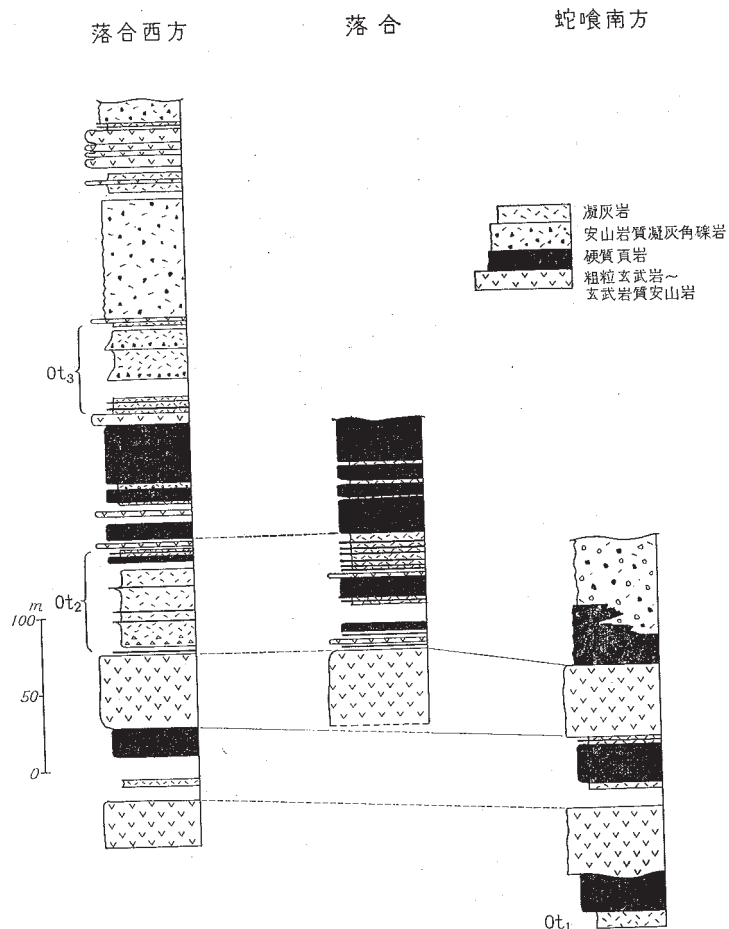 落合西方
落合
蛇喰南方
凝灰岩
安山岩質凝灰角礫岩
硬質頁岩
粗粒玄武岩～
玄武岩質安山岩
Ot₃
Ot₂
m
100
50
0
Ot₁